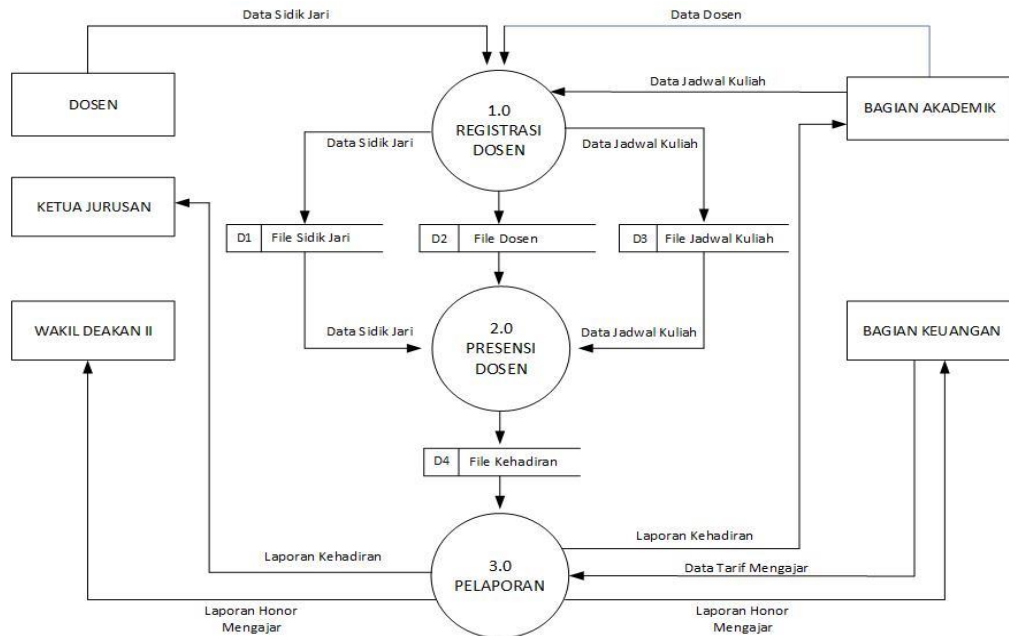 Data Sidik Jari
Data Dosen
DOSEN
Data Jadwal Kuliah
BAGIAN AKADEMIK
1.0
REGISTRASI
DOSEN
Data Sidik Jari
Data Jadwal Kuliah
KETUA JURUSAN
D1 File Sidik Jari
D2 File Dosen
D3 File Jadwal Kuliah
WAKIL DEAKAN II
Data Sidik Jari
2.0
PRESENSI
DOSEN
Data Jadwal Kuliah
BAGIAN KEUANGAN
D4 File Kehadiran
Laporan Kehadiran
3.0
PELAPORAN
Laporan Kehadiran
Data Tarif Mengajar
Laporan Honor
Mengajar
Laporan Honor
Mengajar